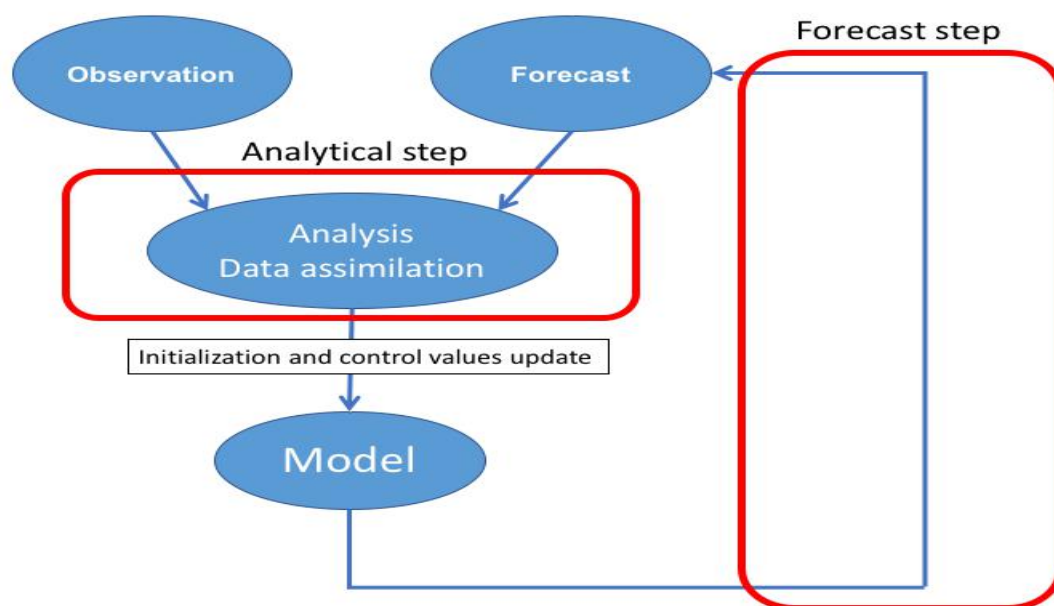 Forecast step
Observation
Forecast
Analytical step
Analysis
Data assimilation
Initialization and control values update
Model